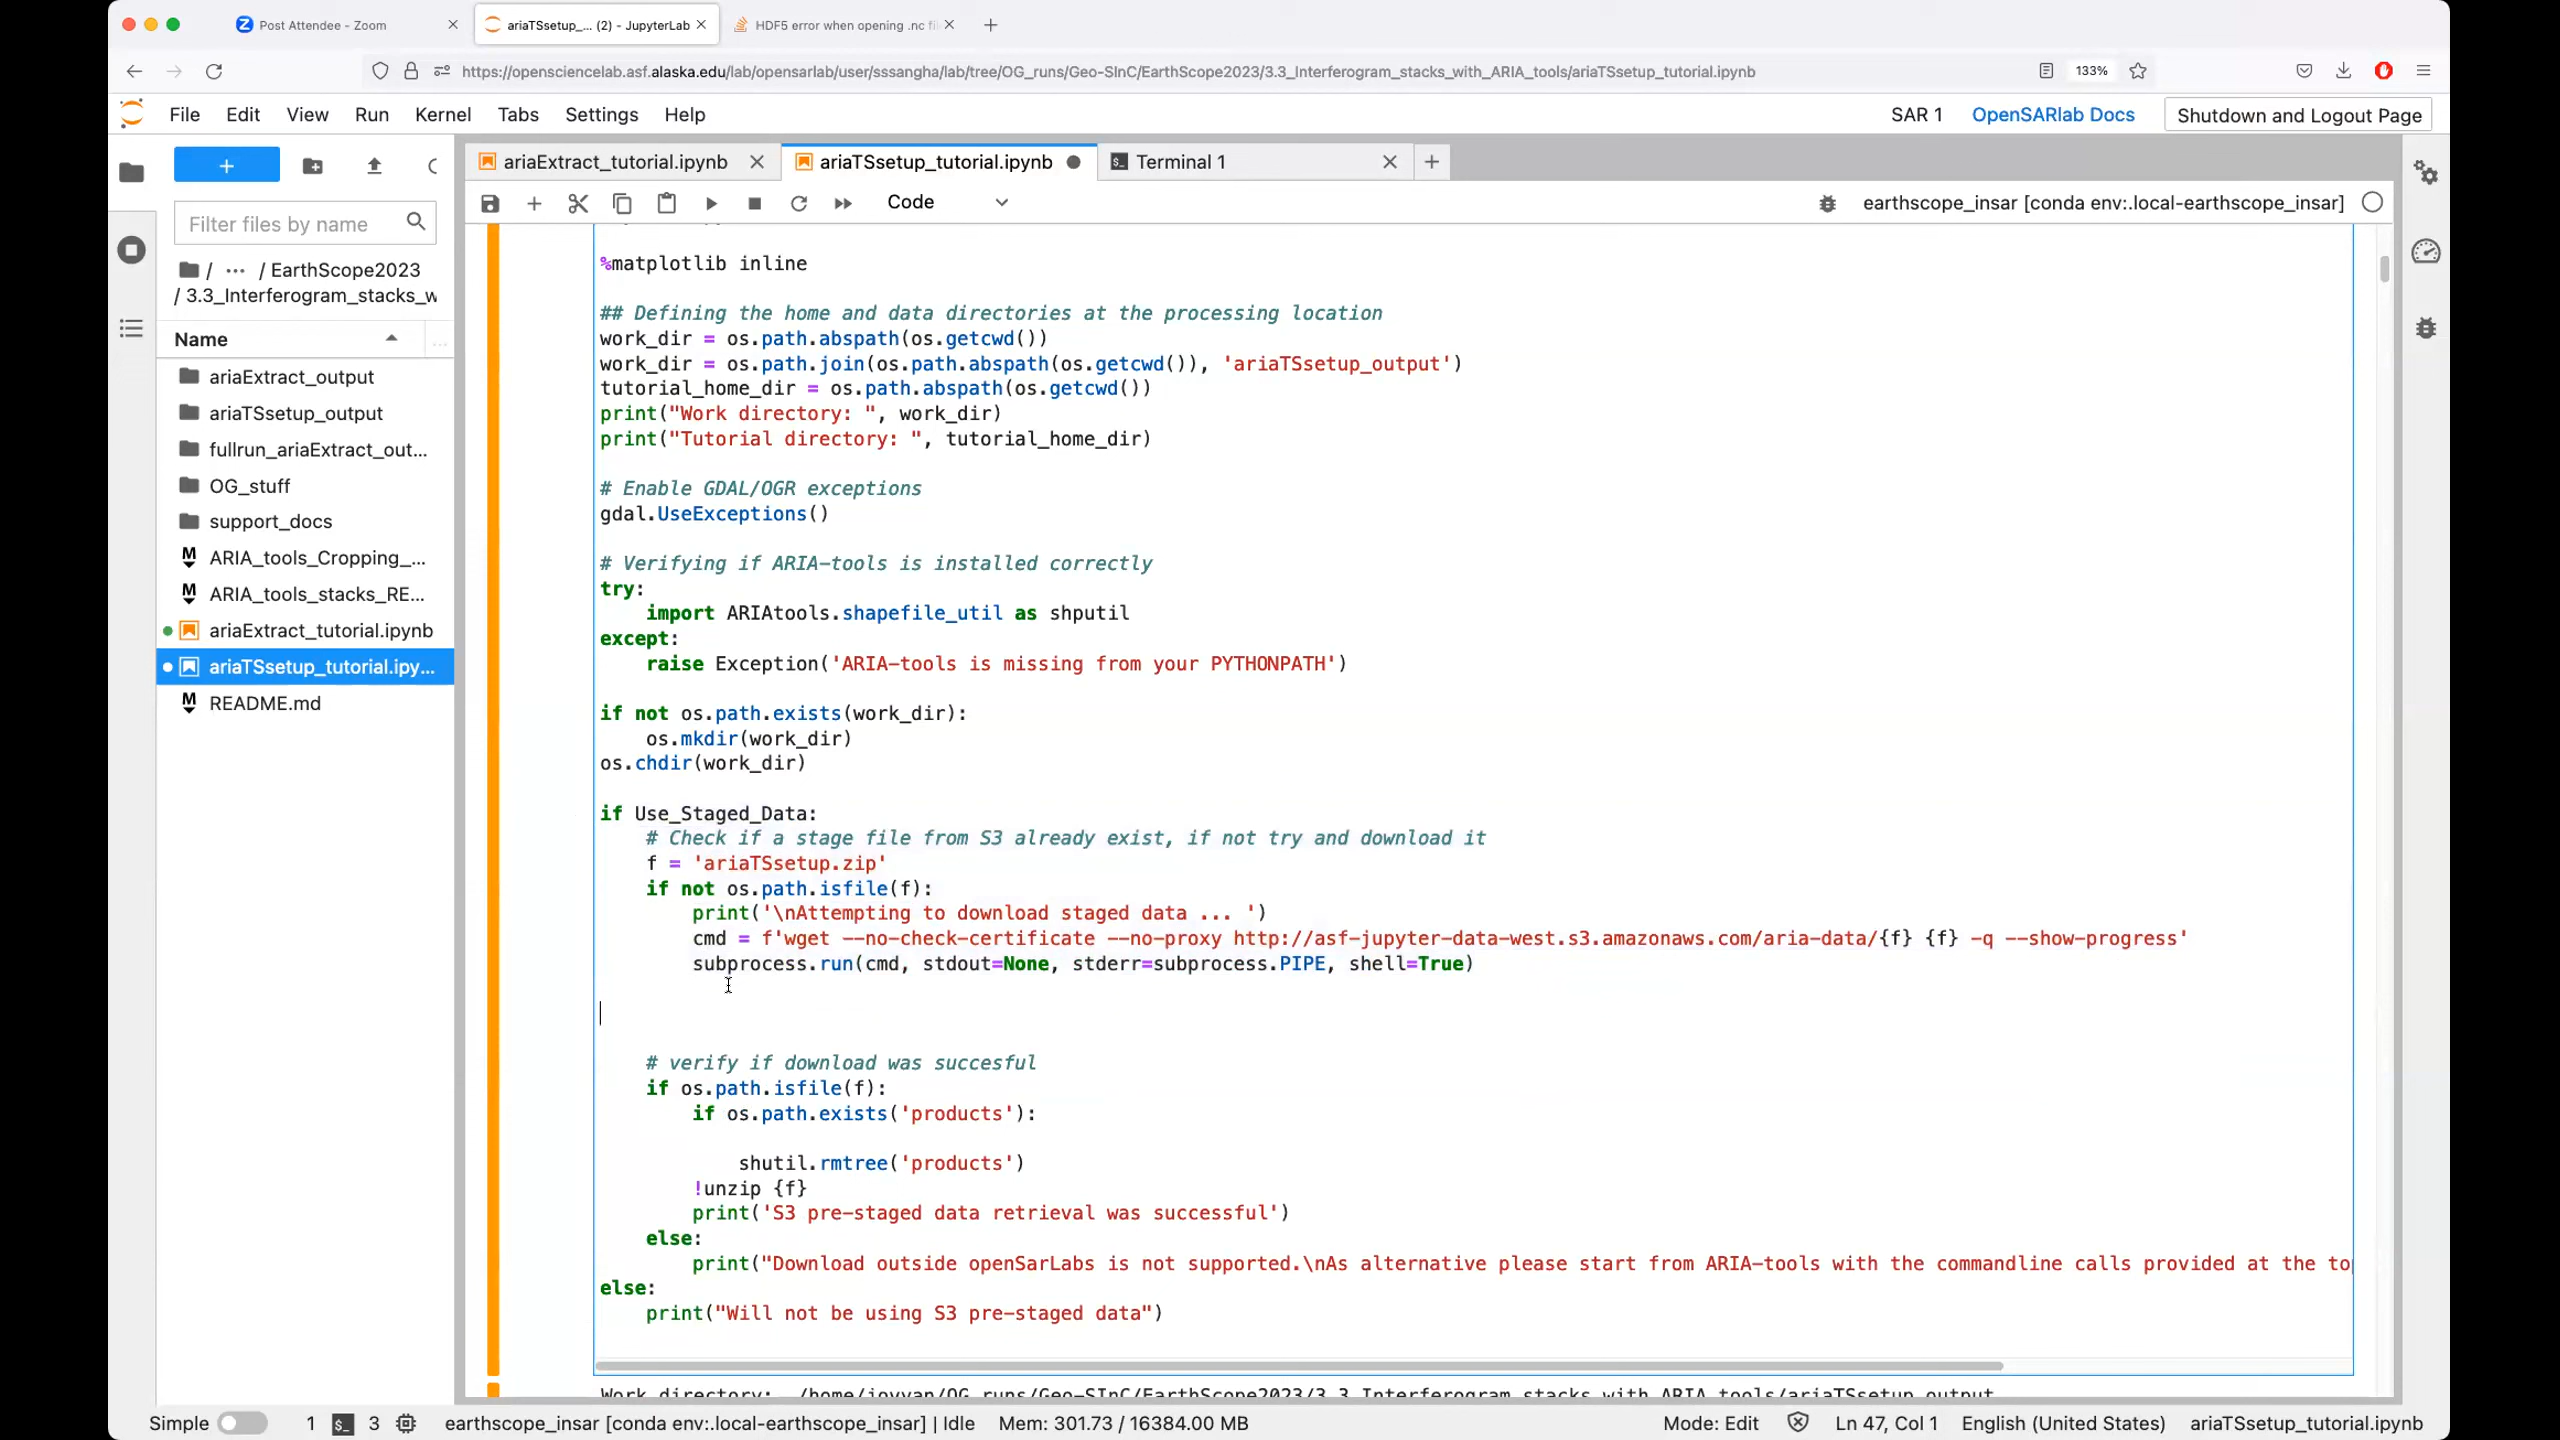 Post Attendee - Zoom
ariaTSsetup_... (2) - JupyterLab
HDF5 error when opening .nc fil
https://opensciencelab.asf.alaska.edu/lab/opensarlab/user/sssangha/lab/tree/OG_runs/Geo-SInC/EarthScope2023/3.3_Interferogram_stacks_with_ARIA_tools/ariaTSsetup_tutorial.ipynb
133%
File Edit View Run Kernel Tabs Settings Help
SAR 1 OpenSARlab Docs Shutdown and Logout Page
ariaExtract_tutorial.ipynb
ariaTSsetup_tutorial.ipynb
Terminal 1
Code
earthscope_insar [conda env:.local-earthscope_insar]
Filter files by name
/ ··· / EarthScope2023
/ 3.3_Interferogram_stacks_w
Name
ariaExtract_output
ariaTSsetup_output
fullrun_ariaExtract_out...
OG_stuff
support_docs
ARIA_tools_Cropping_...
ARIA_tools_stacks_RE...
ariaExtract_tutorial.ipynb
ariaTSsetup_tutorial.ipy...
README.md
%matplotlib inline
## Defining the home and data directories at the processing location
work_dir = os.path.abspath(os.getcwd())
work_dir = os.path.join(os.path.abspath(os.getcwd()), 'ariaTSsetup_output')
tutorial_home_dir = os.path.abspath(os.getcwd())
print("Work directory: ", work_dir)
print("Tutorial directory: ", tutorial_home_dir)
# Enable GDAL/OGR exceptions
gdal.UseExceptions()
# Verifying if ARIA-tools is installed correctly
try:
import ARIAtools.shapefile_util as shputil
except:
raise Exception('ARIA-tools is missing from your PYTHONPATH')
if not os.path.exists(work_dir):
os.mkdir(work_dir)
os.chdir(work_dir)
if Use_Staged_Data:
# Check if a stage file from S3 already exist, if not try and download it
f = 'ariaTSsetup.zip'
if not os.path.isfile(f):
print('\nAttempting to download staged data ... ')
cmd = f'wget --no-check-certificate --no-proxy http://asf-jupyter-data-west.s3.amazonaws.com/aria-data/{f} {f} -q --show-progress'
subprocess.run(cmd, stdout=None, stderr=subprocess.PIPE, shell=True)
# verify if download was succesful
if os.path.isfile(f):
if os.path.exists('products'):
shutil.rmtree('products')
!unzip {f}
print('S3 pre-staged data retrieval was successful')
else:
print("Download outside openSarLabs is not supported.\nAs alternative please start from ARIA-tools with the commandline calls provided at the to
else:
print("Will not be using S3 pre-staged data")
Work directory: /home/jovyan/OG_runs/Geo-SInC/EarthScope2023/3.3_Interferogram_stacks_with_ARIA_tools/ariaTSsetup_output
Simple 1 3 earthscope_insar [conda env:.local-earthscope_insar] | Idle Mem: 301.73 / 16384.00 MB
Mode: Edit Ln 47, Col 1 English (United States) ariaTSsetup_tutorial.ipynb